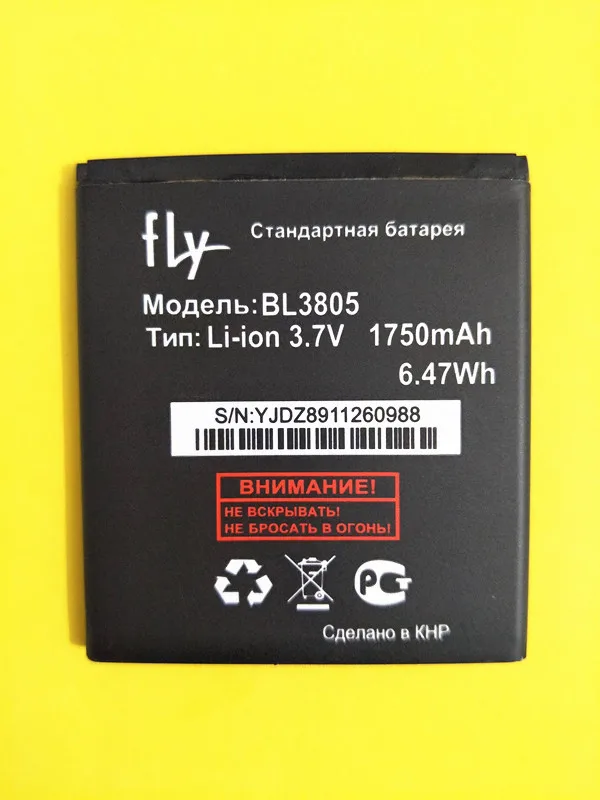 fly Стандартная батарея
Модель: BL3805
Тип: Li-ion 3.7V 1750mAh
6.47Wh
S/N:YJDZ8911260988
ВНИМАНИЕ!
НЕ ВСКРЫВАТЬ!
НЕ БРОСАТЬ В ОГОНЬ!
РСТ
Сделано в КНР